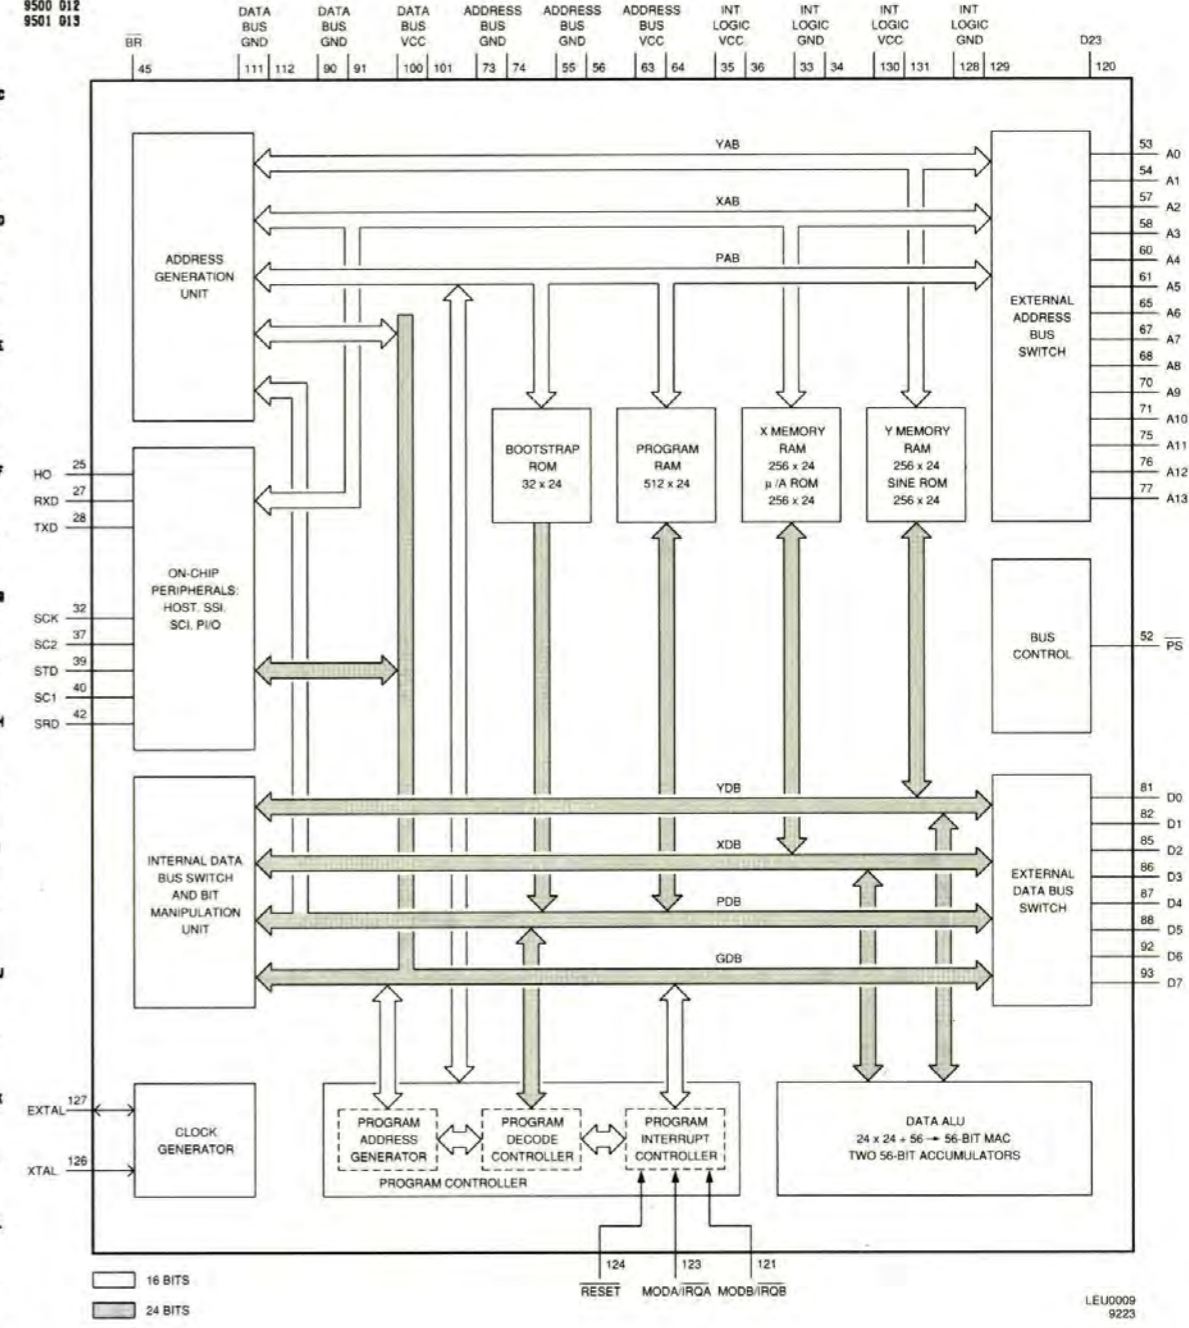 9500 Q12
9501 Q13
BR
45
DATA BUS GND
111 112
DATA BUS GND
90 91
DATA BUS VCC
100 101
ADDRESS BUS GND
73 74
ADDRESS BUS GND
55 56
ADDRESS BUS VCC
63 64
INT LOGIC VCC
35 36
INT LOGIC GND
33 34
INT LOGIC VCC
130 131
INT LOGIC GND
128 129
D23
120
YAB
XAB
PAB
ADDRESS
GENERATION
UNIT
EXTERNAL
ADDRESS
BUS
SWITCH
53 A0
54 A1
57 A2
58 A3
60 A4
61 A5
65 A6
67 A7
68 A8
70 A9
71 A10
75 A11
76 A12
77 A13
BOOTSTRAP
ROM
32 x 24
PROGRAM
RAM
512 x 24
X MEMORY
RAM
256 x 24
μ /A ROM
256 x 24
Y MEMORY
RAM
256 x 24
SINE ROM
256 x 24
HO 25
RXD 27
TXD 28
SCK 32
SC2 37
STD 39
SC1 40
SRD 42
ON-CHIP
PERIPHERALS:
HOST, SSI,
SCI, PI/O
BUS
CONTROL
52 PS
YDB
XDB
PDB
GDB
INTERNAL DATA
BUS SWITCH
AND BIT
MANIPULATION
UNIT
EXTERNAL
DATA BUS
SWITCH
81 D0
82 D1
85 D2
86 D3
87 D4
88 D5
92 D6
93 D7
EXTAL 127
XTAL 126
CLOCK
GENERATOR
PROGRAM
ADDRESS
GENERATOR
PROGRAM
DECODE
CONTROLLER
PROGRAM
INTERRUPT
CONTROLLER
PROGRAM CONTROLLER
DATA ALU
24 x 24 + 56 → 56-BIT MAC
TWO 56-BIT ACCUMULATORS
124 123 121
RESET MODA/IRQA MODB/IRQB
16 BITS
24 BITS
LEU0009
9223